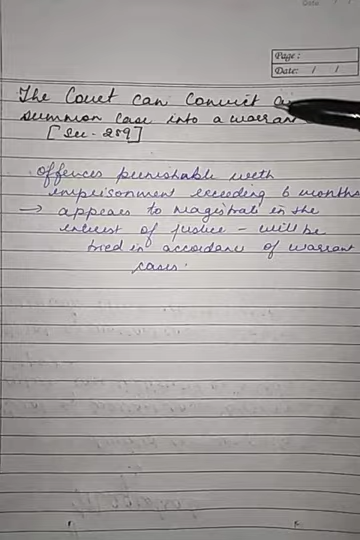 Page:
Date: / /
The Court can Convict a
summon case into a warran
[Sec - 259]
offences punishable with
imprisonment exceeding 6 months
→ appears to Magistrate in the
interest of justice - will be
tried in accordance of warrant
cases.